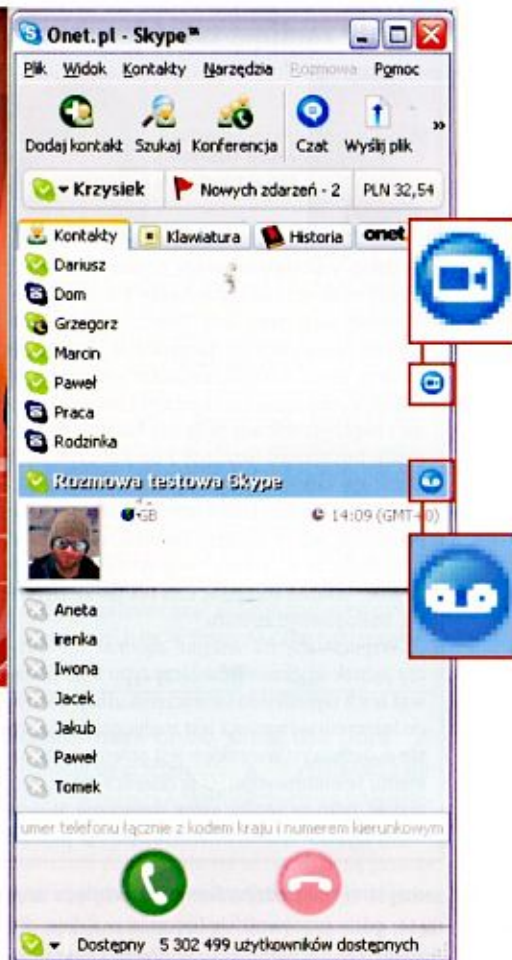 Onet.pl - Skype™
Plik Widok Kontakty Narzędzia Rozmowa Pomoc
Dodaj kontakt Szukaj Konferencja Czat Wyślij plik »
Krzysiek Nowych zdarzeń - 2 PLN 32,54
Kontakty Klawiatura Historia onet
Dariusz
Dom
Grzegorz
Marcin
Paweł
Praca
Rodzinka
Rozmowa testowa Skype
GB 14:09 (GMT+0)
Aneta
irenka
Iwona
Jacek
Jakub
Paweł
Tomek
umer telefonu łącznie z kodem kraju i numerem kierunkowym
Dostępny 5 302 499 użytkowników dostępnych